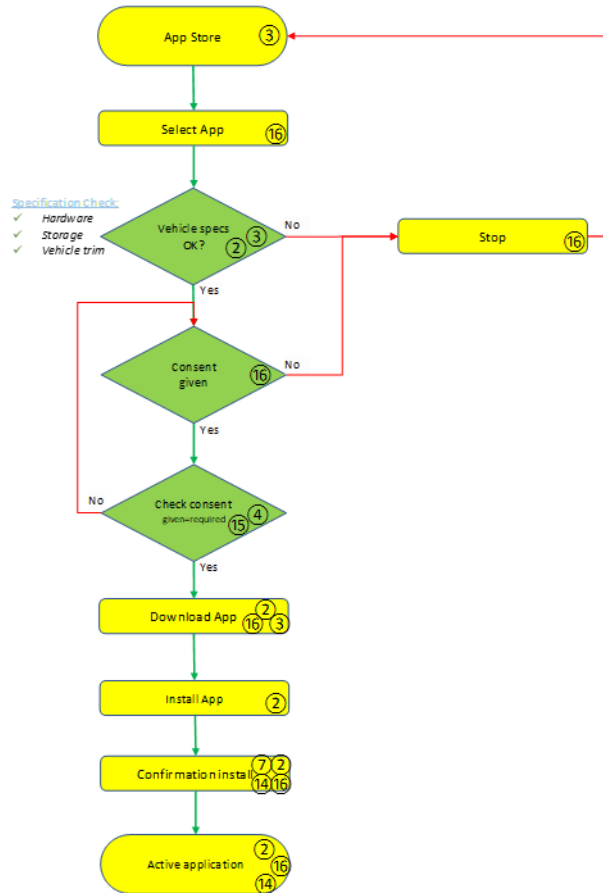 App Store
3
Select App
16
Specification Check:
✓ Hardware
✓ Storage
✓ Vehicle trim
Vehicle specs
OK?
2
3
No
Stop
16
Yes
Consent
given
16
No
Yes
No
Check consent
given=required
15
4
Yes
Download App
2
16
3
Install App
2
Confirmation install
7
2
14
16
Active application
2
16
14